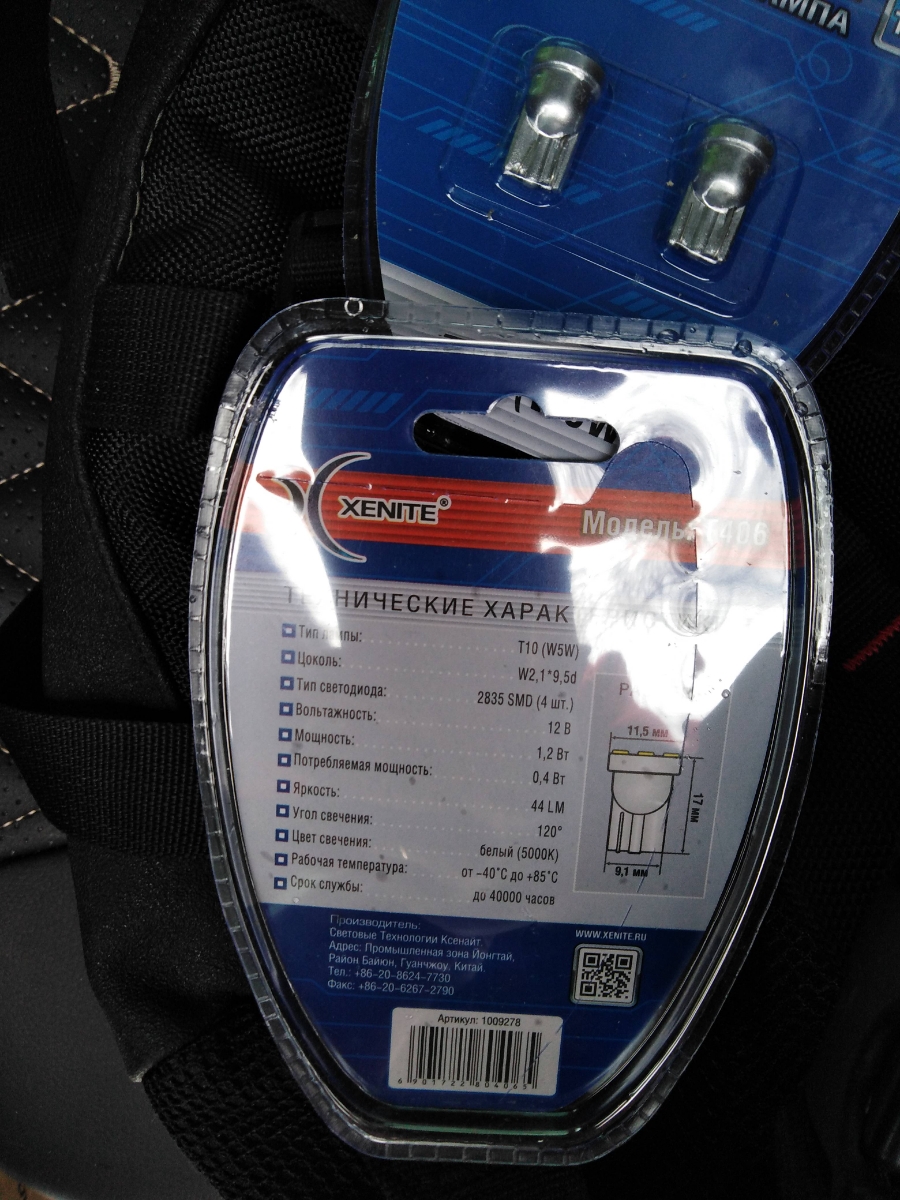 XENITE®
Модель: T406
ТЕХНИЧЕСКИЕ
Тип лампы: T10 (W5W)
Цоколь: W2,1*9,5d
Тип светодиода: 2835 SMD (4 шт.)
Вольтажность: 12 В
Мощность: 1,2 Вт
Потребляемая мощность: 0,4 Вт
Яркость: 44 LM
Угол свечения: 120°
Цвет свечения: белый (5000K)
Рабочая температура: от −40°C до +85°C
Срок службы: до 40000 часов
11,5 мм
17 мм
9,1 мм
Производитель:
Световые Технологии Ксенайт
Адрес: Промышленная зона Йонгтай,
Район Байюн, Гуанчжоу, Китай.
Тел.: +86-20-8624-7730
Факс: +86-20-6267-2790
WWW.XENITE.RU
Артикул: 1009278
6901722804065